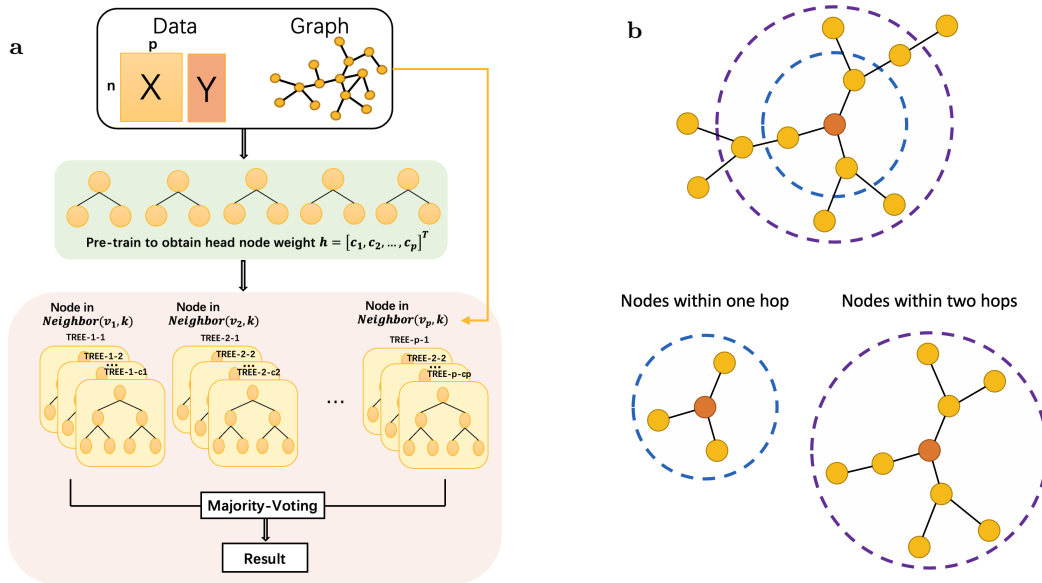 a
Data
Graph
p
n
X
Y
Pre-train to obtain head node weight h = [c₁, c₂, ..., cₚ]ᵀ
Node in
Neighbor(v₁, k)
TREE-1-1
TREE-1-2
...
TREE-1-c1
Node in
Neighbor(v₂, k)
TREE-2-1
TREE-2-2
...
TREE-2-c2
...
Node in
Neighbor(vₚ, k)
TREE-p-1
TREE-2-2
...
TREE-p-cp
Majority-Voting
Result
b
Nodes within one hop
Nodes within two hops